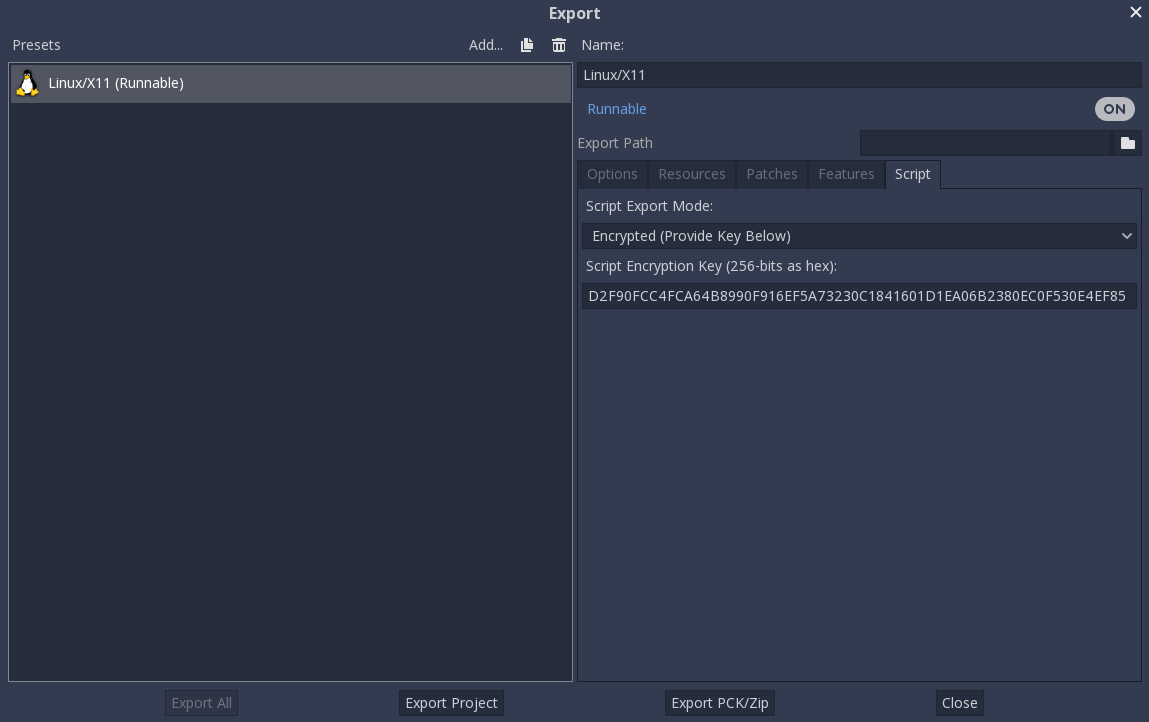 Export
Presets
Add...
Name:
Linux/X11 (Runnable)
Linux/X11
Runnable
ON
Export Path
Options
Resources
Patches
Features
Script
Script Export Mode:
Encrypted (Provide Key Below)
Script Encryption Key (256-bits as hex):
D2F90FCC4FCA64B8990F916EF5A73230C1841601D1EA06B2380EC0F530E4EF85
Export All
Export Project
Export PCK/Zip
Close